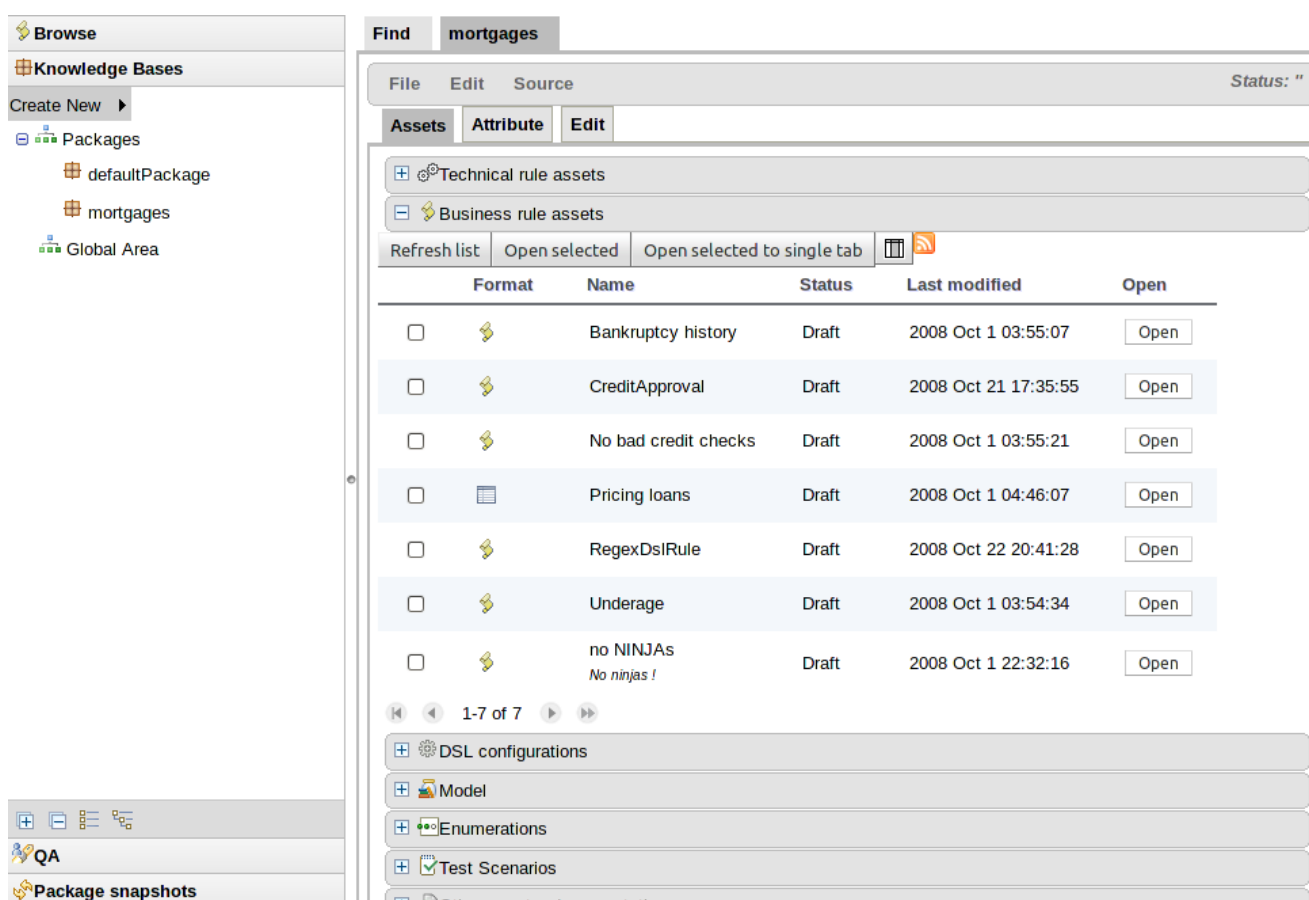 Browse
Knowledge Bases
Create New
Packages
defaultPackage
mortgages
Global Area
QA
Package snapshots
Find mortgages
File Edit Source Status: "
Assets Attribute Edit
Technical rule assets
Business rule assets
Refresh list Open selected Open selected to single tab
Format Name Status Last modified Open
Bankruptcy history Draft 2008 Oct 1 03:55:07 Open
CreditApproval Draft 2008 Oct 21 17:35:55 Open
No bad credit checks Draft 2008 Oct 1 03:55:21 Open
Pricing loans Draft 2008 Oct 1 04:46:07 Open
RegexDslRule Draft 2008 Oct 22 20:41:28 Open
Underage Draft 2008 Oct 1 03:54:34 Open
no NINJAs Draft 2008 Oct 1 22:32:16 Open
No ninjas !
1-7 of 7
DSL configurations
Model
Enumerations
Test Scenarios